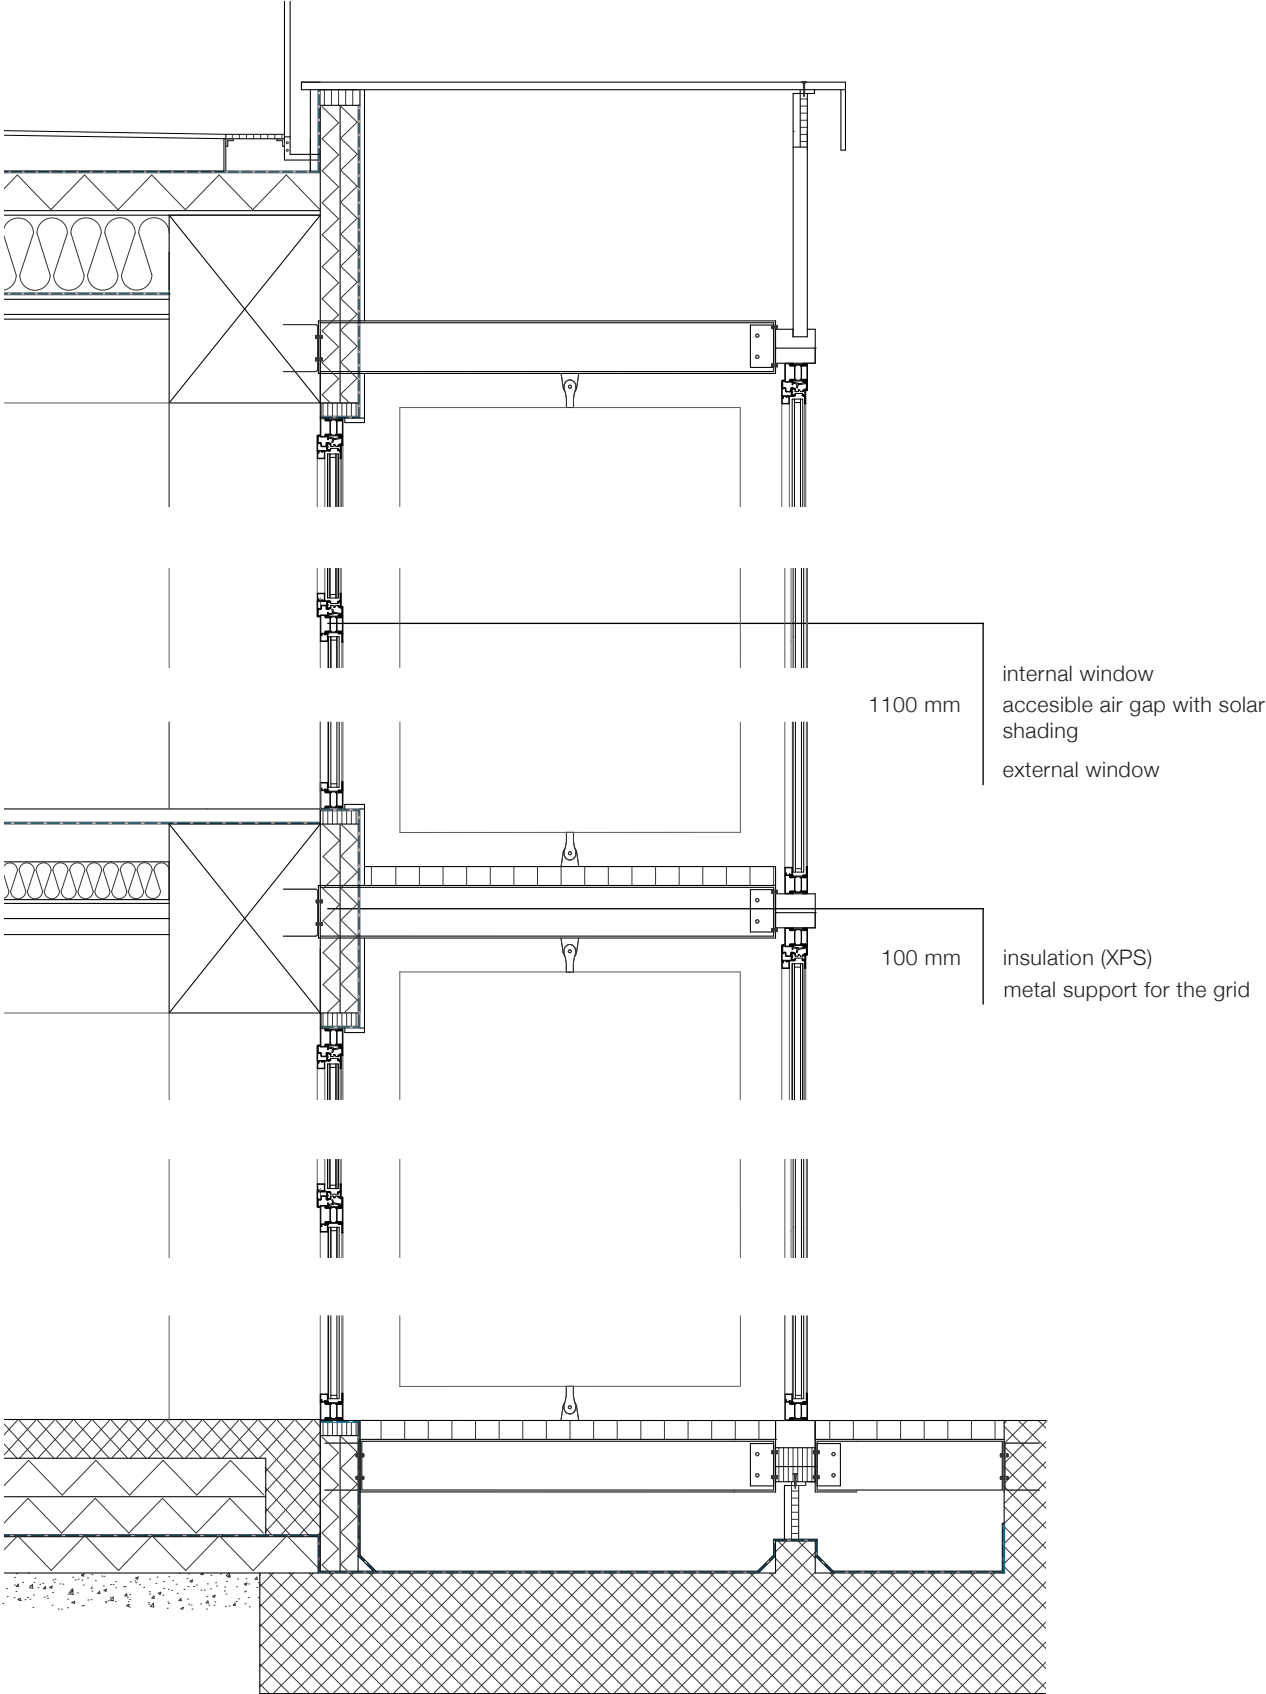 internal window
1100 mm accesible air gap with solar
shading
external window
100 mm insulation (XPS)
metal support for the grid